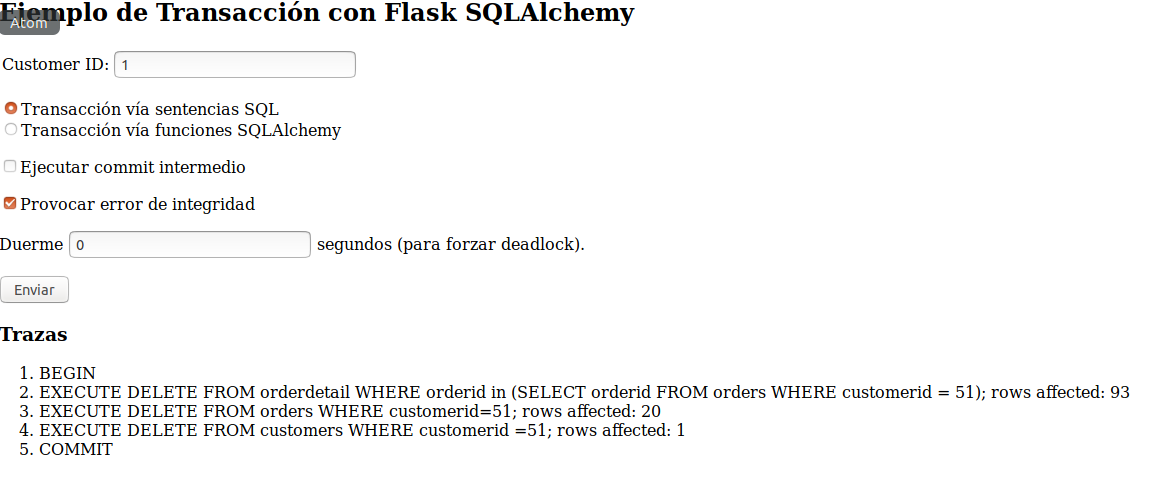 Ejemplo de Transacción con Flask SQLAlchemy
Atom
Customer ID: 1
Transacción vía sentencias SQL
Transacción vía funciones SQLAlchemy
Ejecutar commit intermedio
Provocar error de integridad
Duerme 0 segundos (para forzar deadlock).
Enviar
Trazas
1. BEGIN
2. EXECUTE DELETE FROM orderdetail WHERE orderid in (SELECT orderid FROM orders WHERE customerid = 51); rows affected: 93
3. EXECUTE DELETE FROM orders WHERE customerid=51; rows affected: 20
4. EXECUTE DELETE FROM customers WHERE customerid =51; rows affected: 1
5. COMMIT